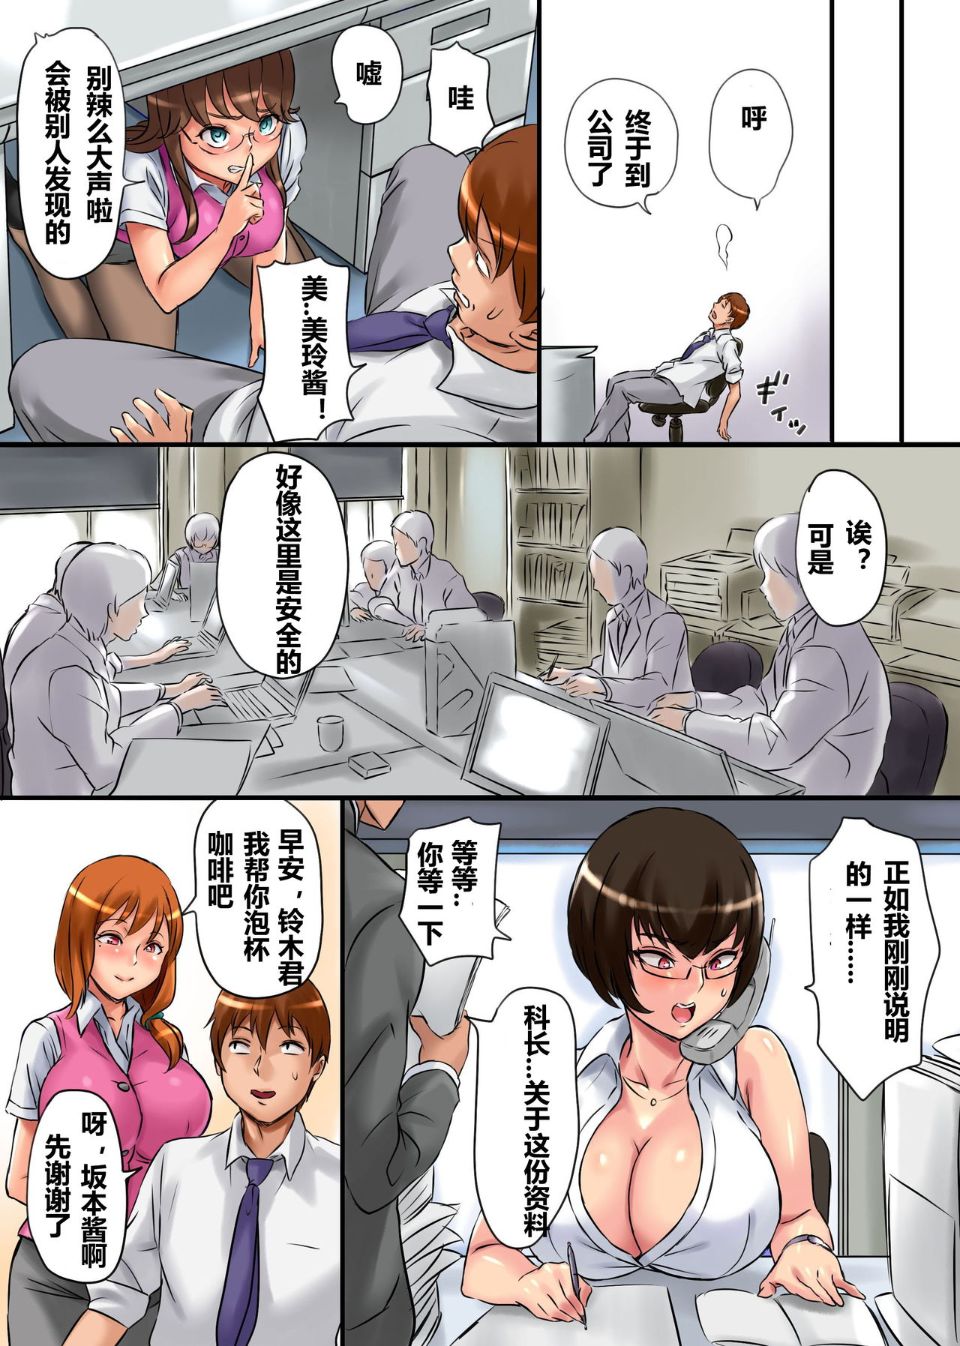 呼
终于到
公司了
ギイッ
哇
嘘
别辣么大声啦
会被别人发现的
美…美玲酱！
诶？
可是
好像这里是安全的
正如我刚刚说明
的一样………
等等…
你等一下
科长…关于这份资料
早安，铃木君
我帮你泡杯
咖啡吧
呀，坂本酱啊
先谢谢了